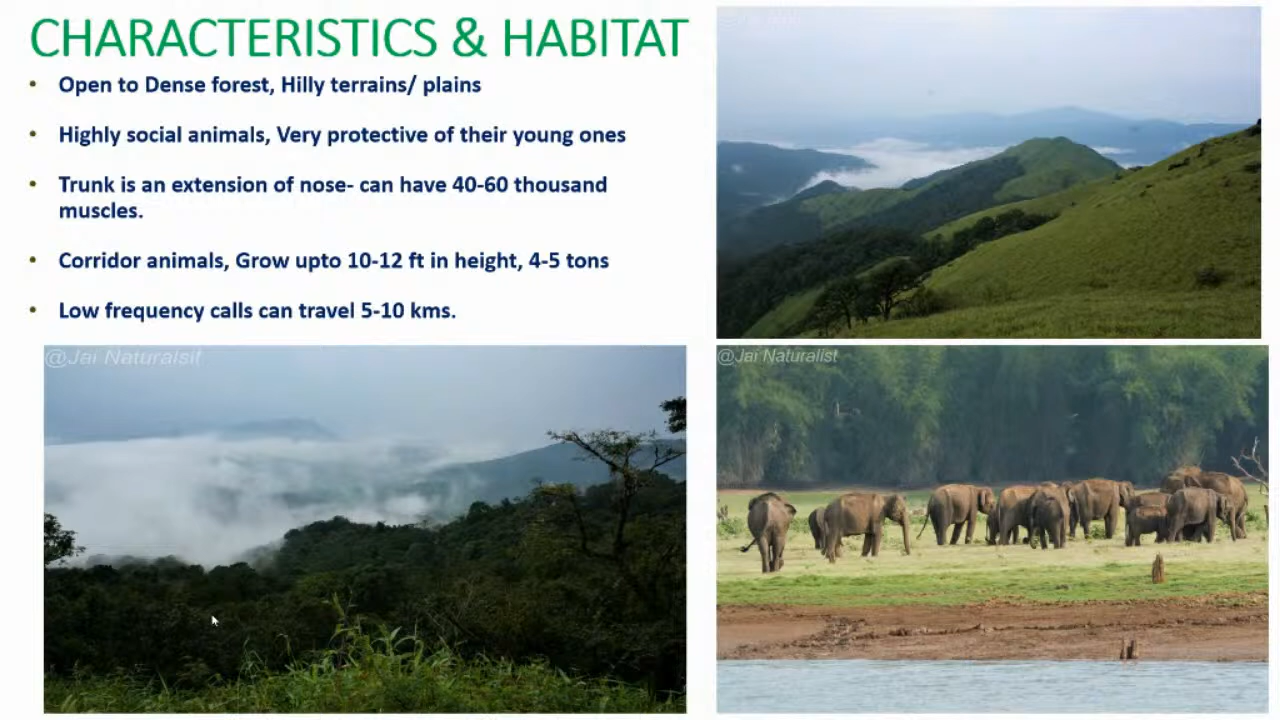 CHARACTERISTICS & HABITAT
• Open to Dense forest, Hilly terrains/ plains
• Highly social animals, Very protective of their young ones
• Trunk is an extension of nose- can have 40-60 thousand
muscles.
• Corridor animals, Grow upto 10-12 ft in height, 4-5 tons
• Low frequency calls can travel 5-10 kms.
@Jai Naturalsit
@Jai Naturalist